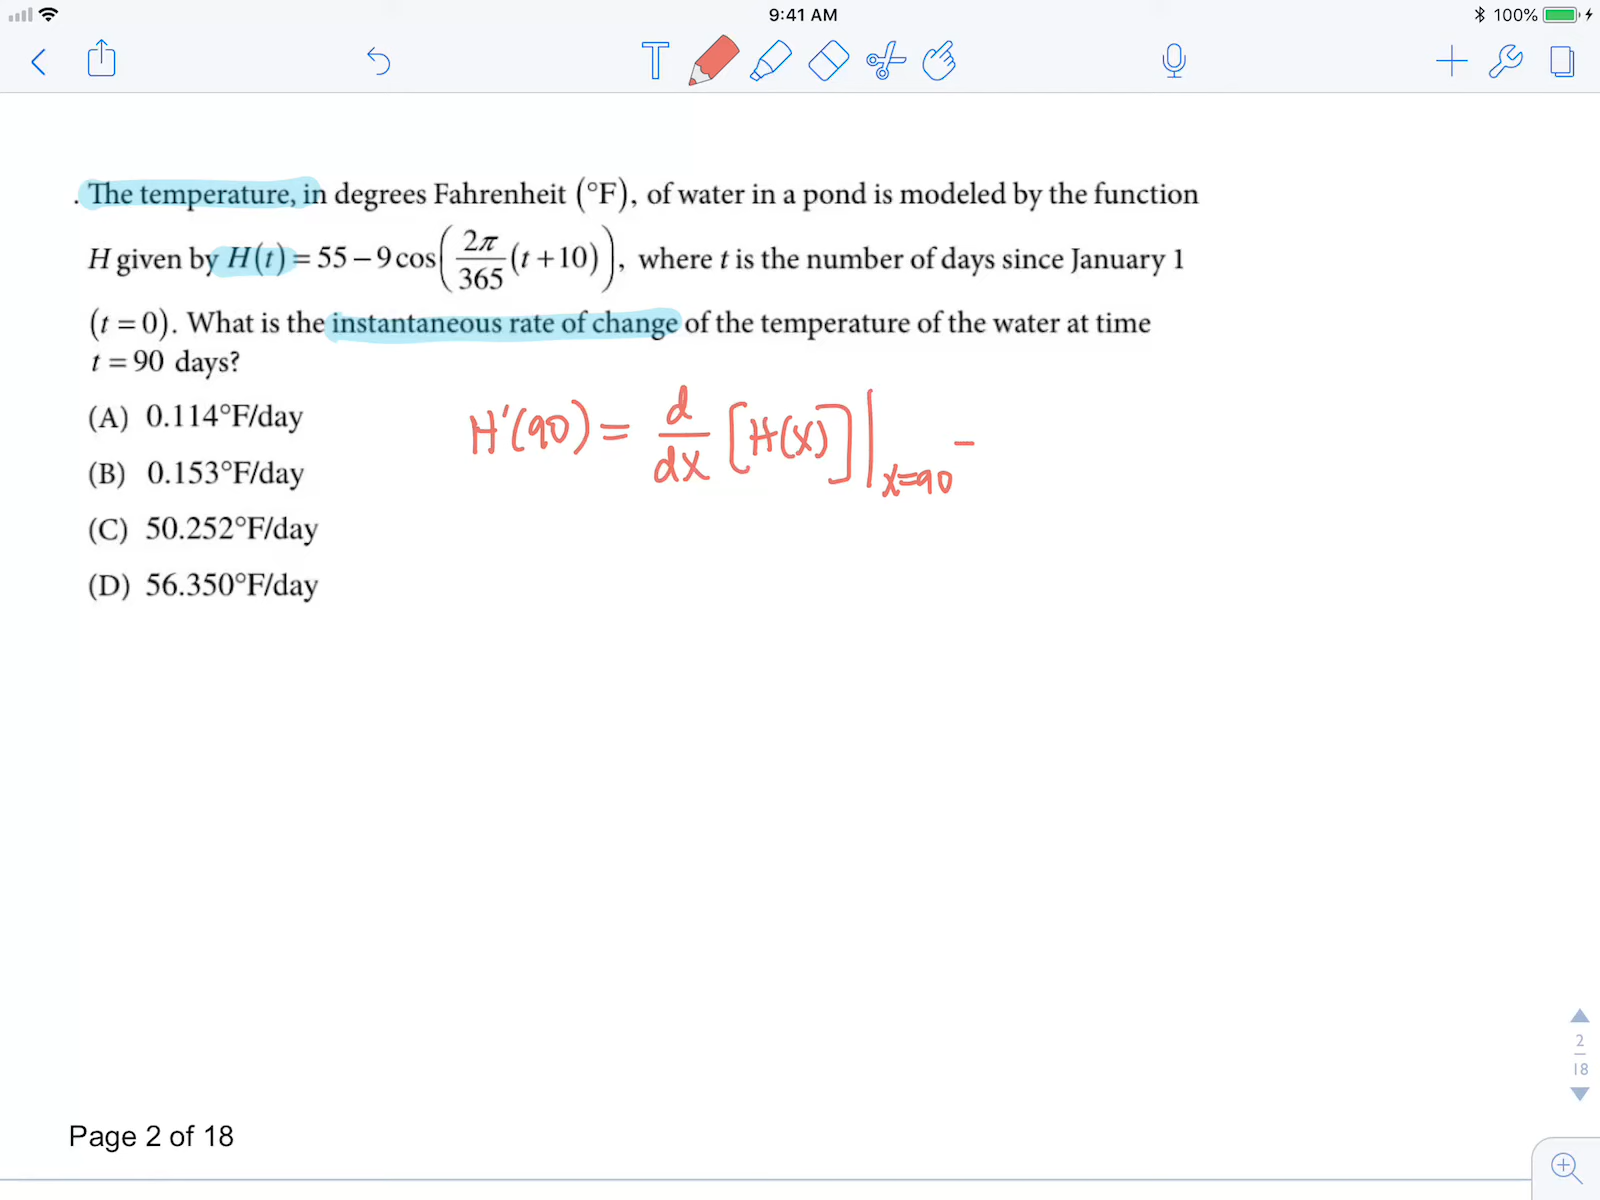 9:41 AM
100%
T
. The temperature, in degrees Fahrenheit (°F), of water in a pond is modeled by the function
H given by H(t) = 55 – 9cos(2π/365 (t + 10)), where t is the number of days since January 1
(t = 0). What is the instantaneous rate of change of the temperature of the water at time
t = 90 days?
(A) 0.114°F/day
H'(90) = d/dx [H(x)]|x=90 –
(B) 0.153°F/day
(C) 50.252°F/day
(D) 56.350°F/day
2
18
Page 2 of 18